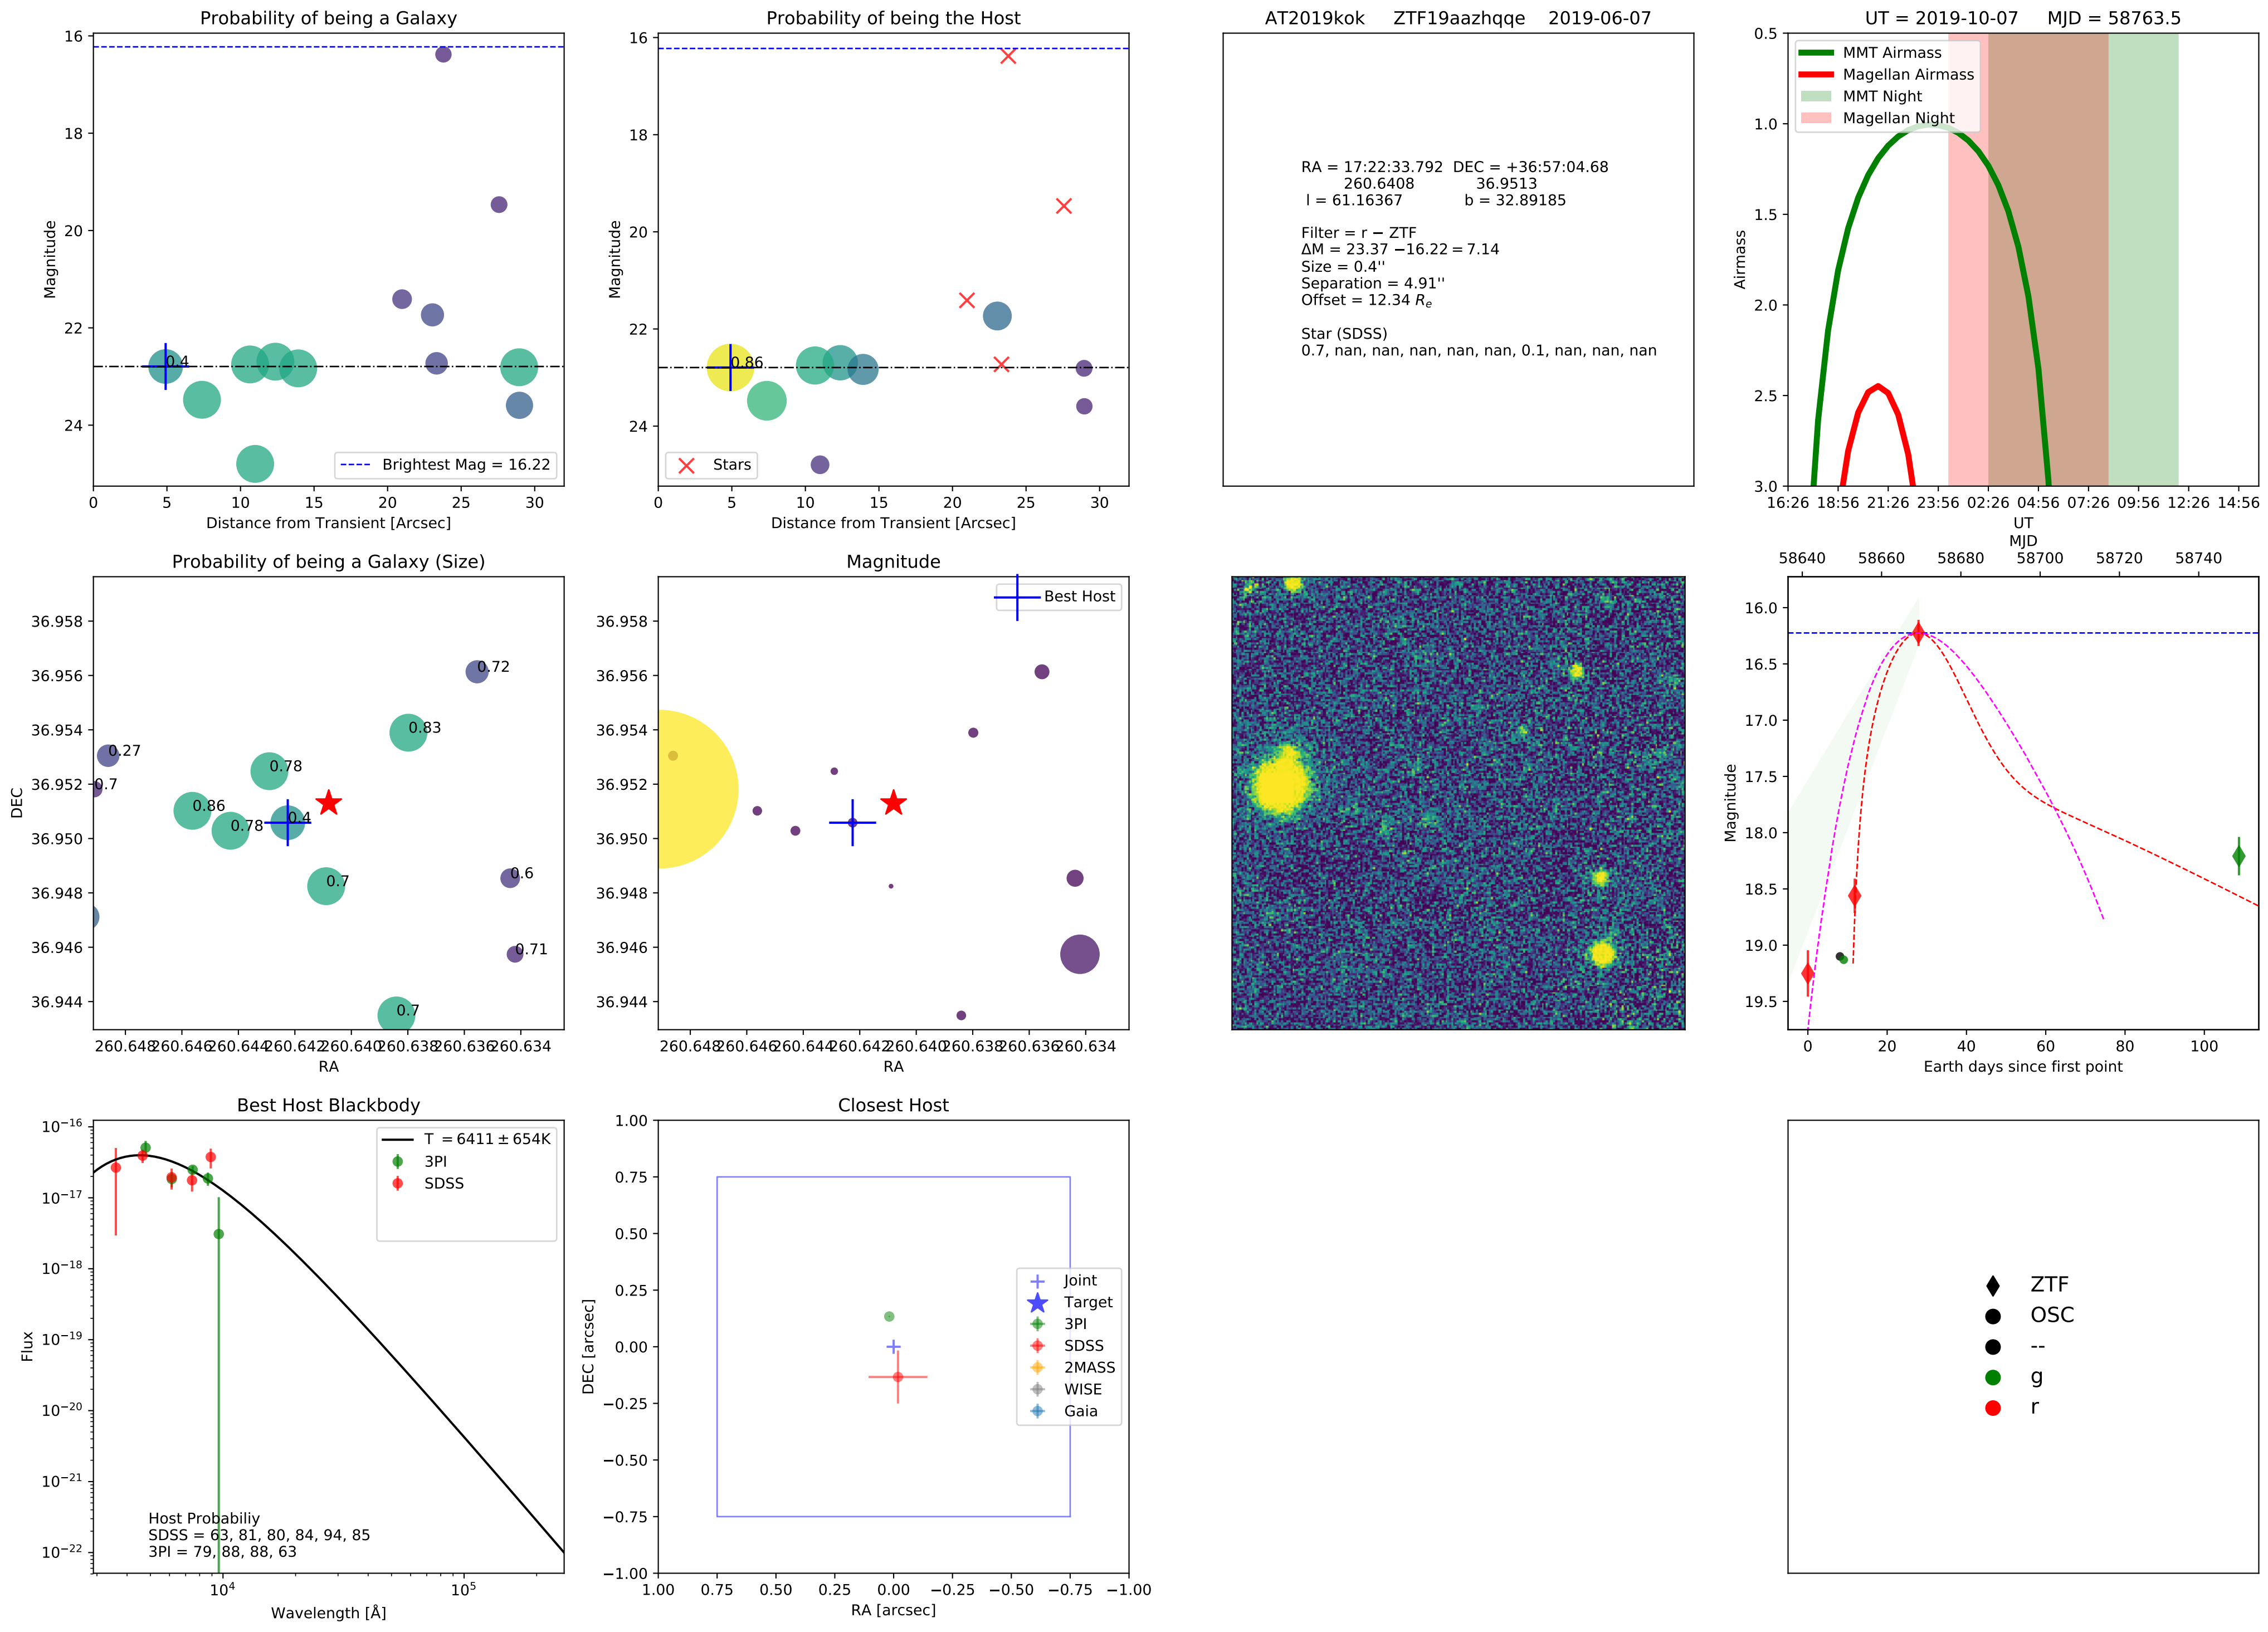 Probability of being a Galaxy
16
18
20
22
24
Magnitude
0.4
Brightest Mag = 16.22
0 5 10 15 20 25 30
Distance from Transient [Arcsec]
Probability of being the Host
16
18
20
22
24
Magnitude
0.86
Stars
0 5 10 15 20 25 30
Distance from Transient [Arcsec]
AT2019kok ZTF19aazhqqe 2019-06-07
RA = 17:22:33.792 DEC = +36:57:04.68
260.6408 36.9513
l = 61.16367 b = 32.89185
Filter = r − ZTF
ΔM = 23.37 −16.22 = 7.14
Size = 0.4''
Separation = 4.91''
Offset = 12.34 Re
Star (SDSS)
0.7, nan, nan, nan, nan, nan, 0.1, nan, nan, nan
UT = 2019-10-07 MJD = 58763.5
MMT Airmass
Magellan Airmass
MMT Night
Magellan Night
0.5
1.0
1.5
2.0
2.5
3.0
Airmass
16:26 18:56 21:26 23:56 02:26 04:56 07:26 09:56 12:26 14:56
UT
Probability of being a Galaxy (Size)
36.958
36.956
36.954
36.952
36.950
36.948
36.946
36.944
DEC
0.72
0.83
0.27
0.78
0.7
0.86
0.4
0.78
0.7
0.6
0.71
0.7
260.648 260.646 260.644 260.642 260.640 260.638 260.636 260.634
RA
Magnitude
Best Host
36.958
36.956
36.954
36.952
36.950
36.948
36.946
36.944
260.648 260.646 260.644 260.642 260.640 260.638 260.636 260.634
RA
MJD
58640 58660 58680 58700 58720 58740
16.0
16.5
17.0
17.5
18.0
18.5
19.0
19.5
Magnitude
0 20 40 60 80 100
Earth days since first point
Best Host Blackbody
T = 6411 ± 654K
3PI
SDSS
10−16
10−17
10−18
10−19
10−20
10−21
10−22
Flux
Host Probabiliy
SDSS = 63, 81, 80, 84, 94, 85
3PI = 79, 88, 88, 63
104 105
Wavelength [Å]
Closest Host
1.00
0.75
0.50
0.25
0.00
−0.25
−0.50
−0.75
−1.00
DEC [arcsec]
Joint
Target
3PI
SDSS
2MASS
WISE
Gaia
1.00 0.75 0.50 0.25 0.00 −0.25 −0.50 −0.75 −1.00
RA [arcsec]
ZTF
OSC
--
g
r